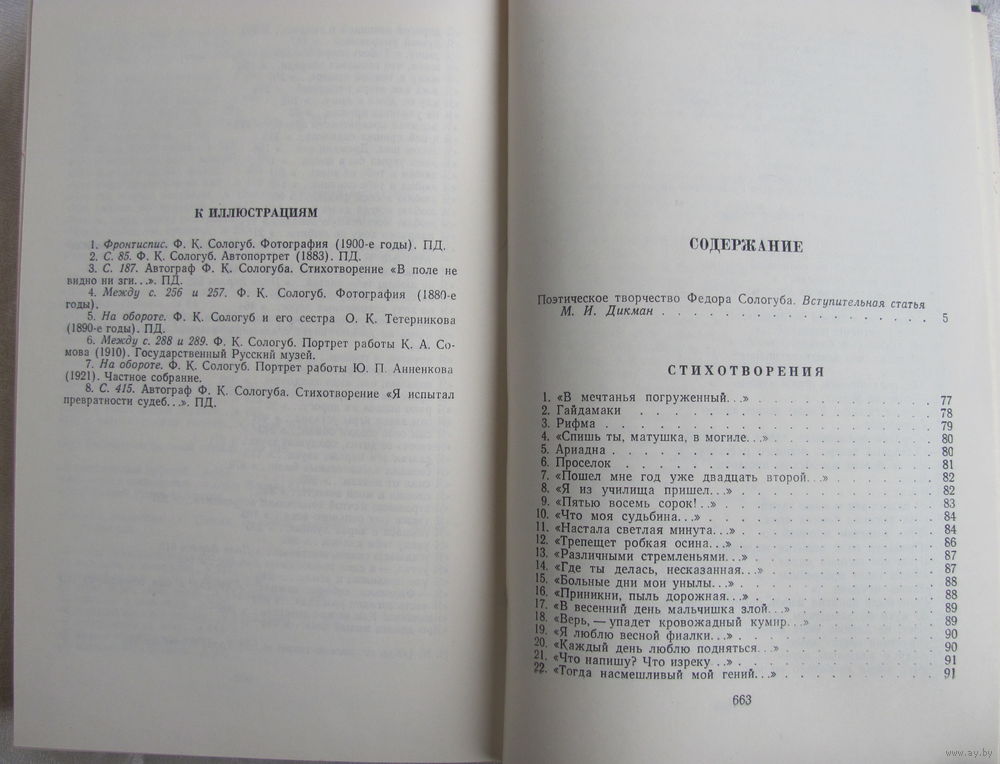 К ИЛЛЮСТРАЦИЯМ
1. Фронтиспис. Ф. К. Сологуб. Фотография (1900-е годы). ПД.
2. С. 85. Ф. К. Сологуб. Автопортрет (1883). ПД.
3. С. 187. Автограф Ф. К. Сологуба. Стихотворение «В поле не
видно ни зги...». ПД.
4. Между с. 256 и 257. Ф. К. Сологуб. Фотография (1880-е
годы).
5. На обороте. Ф. К. Сологуб и его сестра О. К. Тетерникова
(1890-е годы). ПД.
6. Между с. 288 и 289. Ф. К. Сологуб. Портрет работы К. А. Со-
мова (1910). Государственный Русский музей.
7. На обороте. Ф. К. Сологуб. Портрет работы Ю. П. Анненкова
(1921). Частное собрание.
8. С. 415. Автограф Ф. К. Сологуба. Стихотворение «Я испытал
превратности судеб...». ПД.
СОДЕРЖАНИЕ
Поэтическое творчество Федора Сологуба. Вступительная статья
М. И. Дикман . . . . . . . . . . . . . . . . . 5
СТИХОТВОРЕНИЯ
1. «В мечтанья погруженный...» . . . . . . . . . . . 77
2. Гайдамаки . . . . . . . . . . . . . . . . 78
3. Рифма . . . . . . . . . . . . . . . . . . 79
4. «Спишь ты, матушка, в могиле...» . . . . . . . . . . 80
5. Ариадна . . . . . . . . . . . . . . . . . 80
6. Проселок . . . . . . . . . . . . . . . . . 81
7. «Пошел мне год уже двадцать второй...» . . . . . . . 82
8. «Я из училища пришел...» . . . . . . . . . . . . 82
9. «Пятью восемь сорок!..» . . . . . . . . . . . . 83
10. «Что моя судьбина...» . . . . . . . . . . . . . 84
11. «Настала светлая минута...» . . . . . . . . . . . 84
12. «Трепещет робкая осина...» . . . . . . . . . . . 86
13. «Различными стремленьями...» . . . . . . . . . . 87
14. «Где ты делась, несказанная...» . . . . . . . . . . 87
15. «Больные дни мои унылы...» . . . . . . . . . . . 88
16. «Приникни, пыль дорожная...» . . . . . . . . . . 88
17. «В весенний день мальчишка злой...» . . . . . . . . 89
18. «Верь, — упадет кровожадный кумир...» . . . . . . . 89
19. «Я люблю весной фиалки...» . . . . . . . . . . . 90
20. «Каждый день люблю подняться...» . . . . . . . . . 90
21. «Что напишу? Что изреку...» . . . . . . . . . . . 91
22. «Тогда насмешливый мой гений...» . . . . . . . . . 91
663
www.ay.by